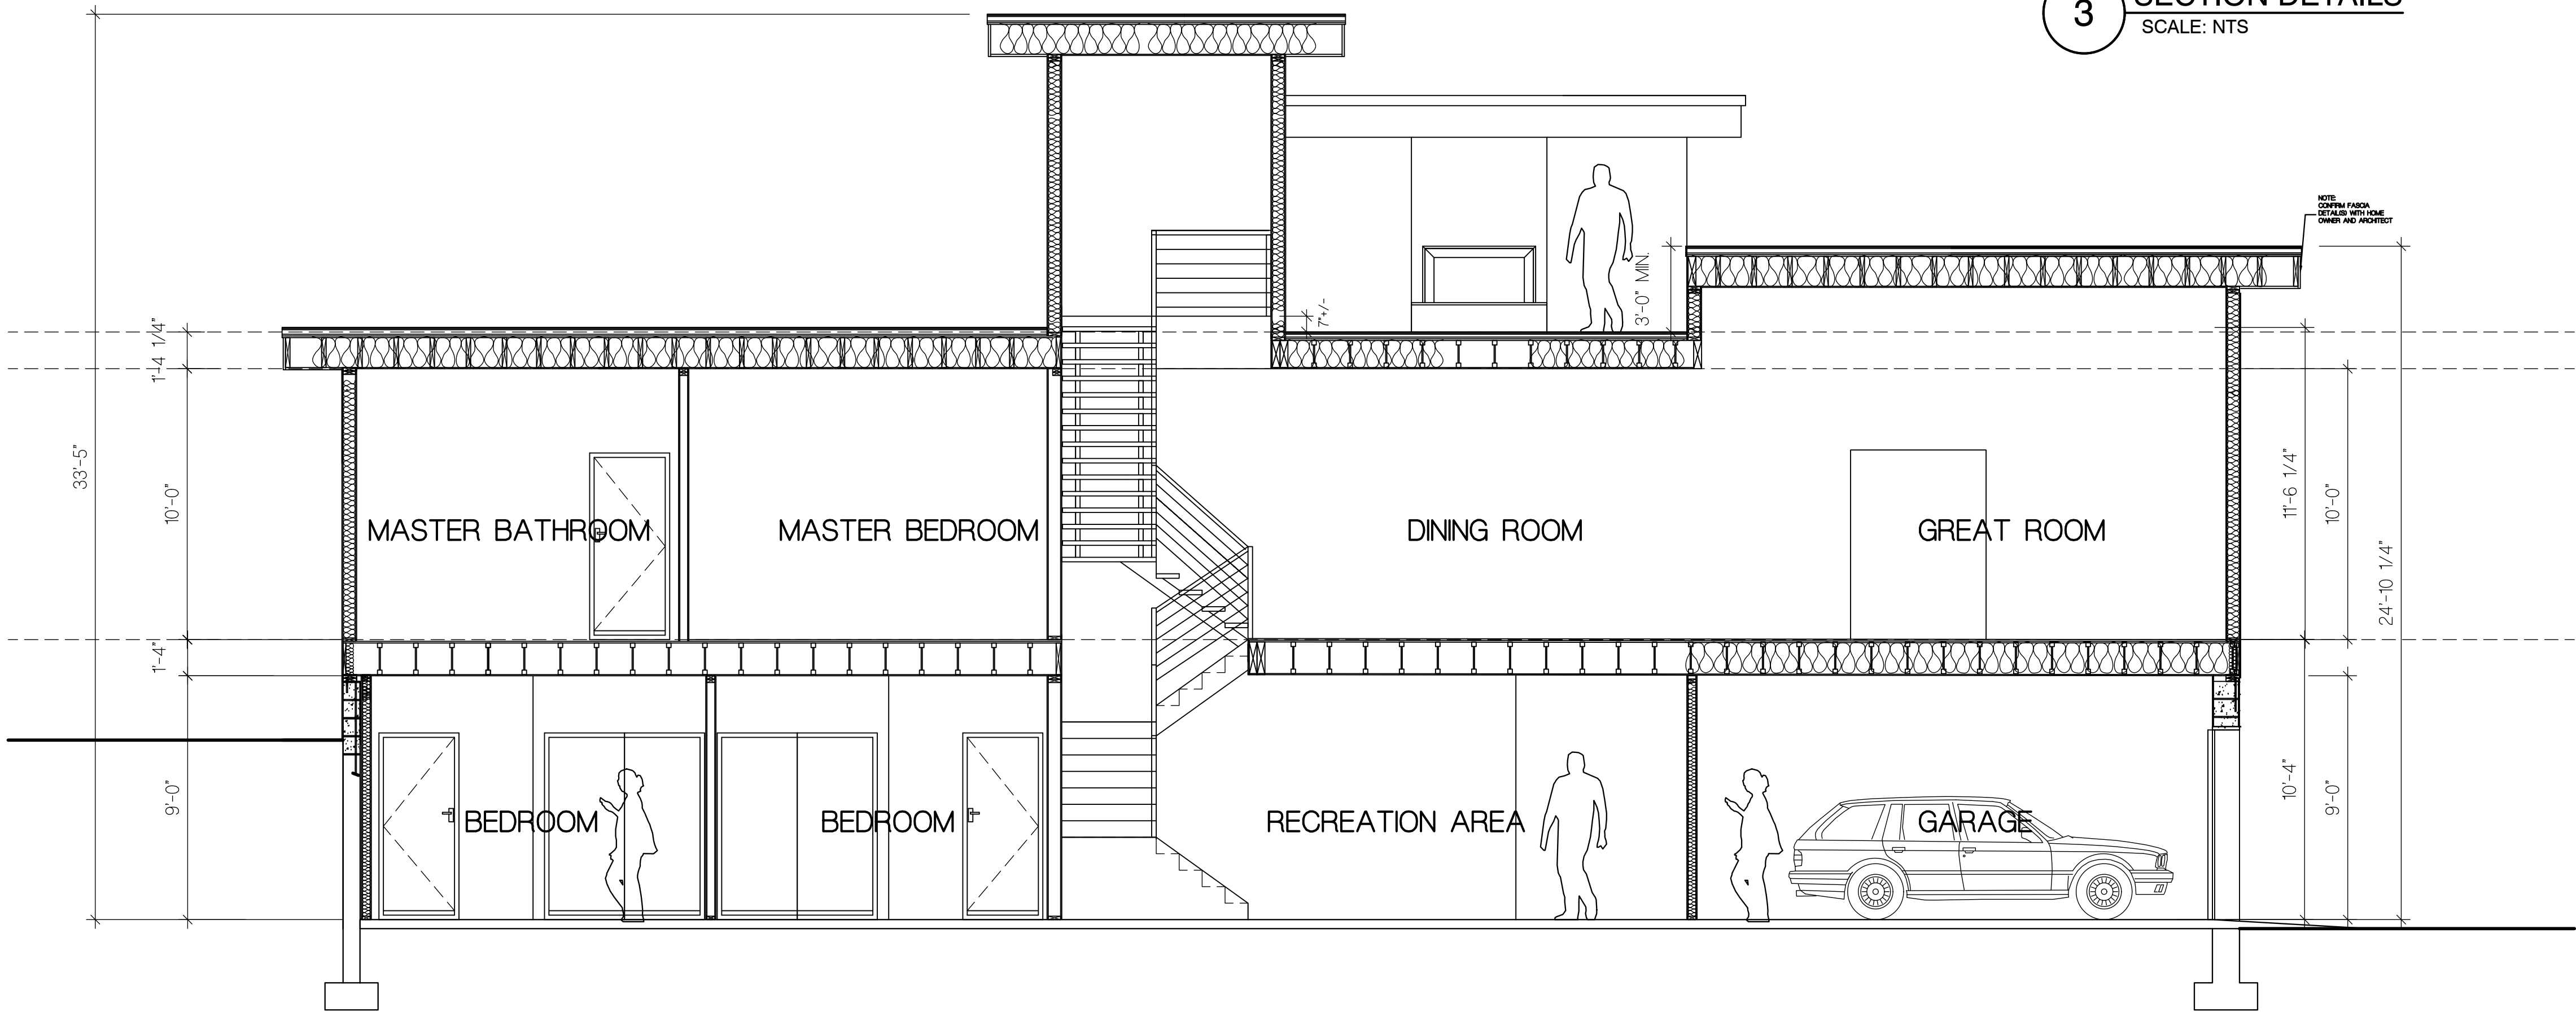 3
SECTION DETAILS
SCALE: NTS
NOTE:
CONFIRM FASCIA
DETAIL(S) WITH HOME
OWNER AND ARCHITECT
33'-5"
1'-4 1/4"
10'-0"
1'-4"
9'-0"
7"+/-
3'-0" MIN.
11'-6 1/4"
10'-0"
24'-10 1/4"
10'-4"
9'-0"
MASTER BATHROOM
MASTER BEDROOM
DINING ROOM
GREAT ROOM
BEDROOM
BEDROOM
RECREATION AREA
GARAGE